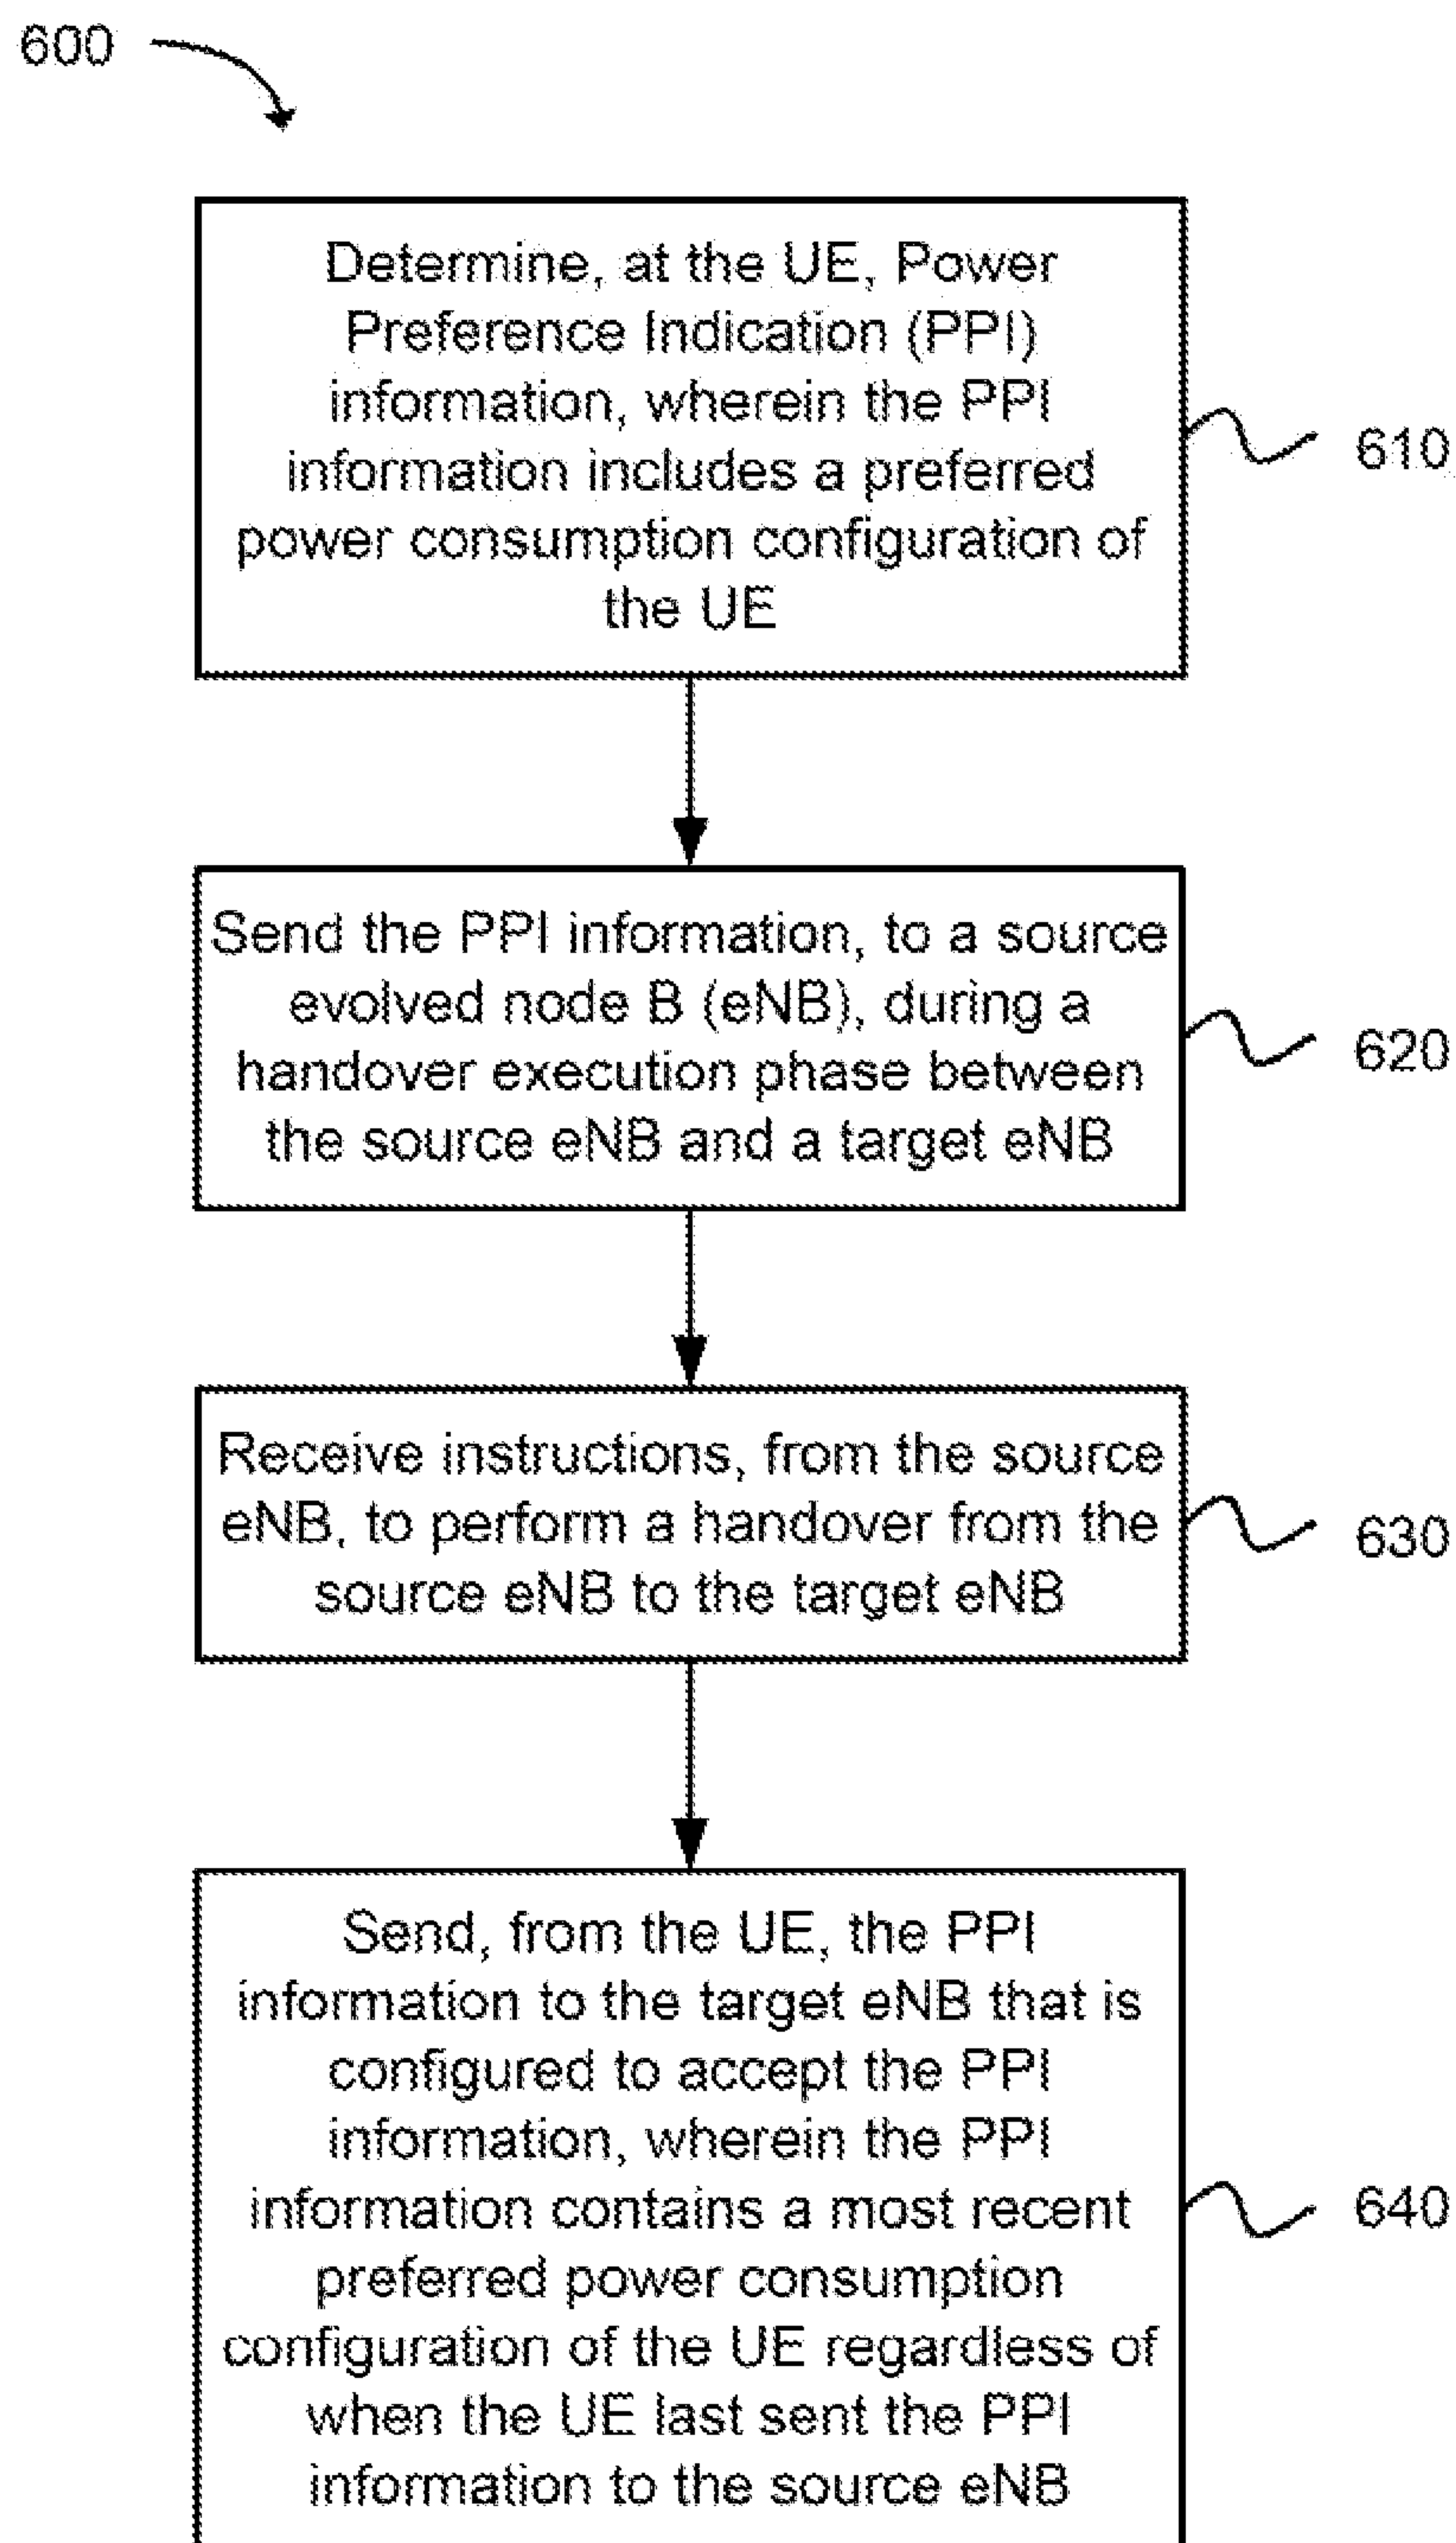 600
Determine, at the UE, Power
Preference Indication (PPI)
information, wherein the PPI
information includes a preferred
power consumption configuration of
the UE
610
Send the PPI information, to a source
evolved node B (eNB), during a
handover execution phase between
the source eNB and a target eNB
620
Receive instructions, from the source
eNB, to perform a handover from the
source eNB to the target eNB
630
Send, from the UE, the PPI
information to the target eNB that is
configured to accept the PPI
information, wherein the PPI
information contains a most recent
preferred power consumption
configuration of the UE regardless of
when the UE last sent the PPI
information to the source eNB
640